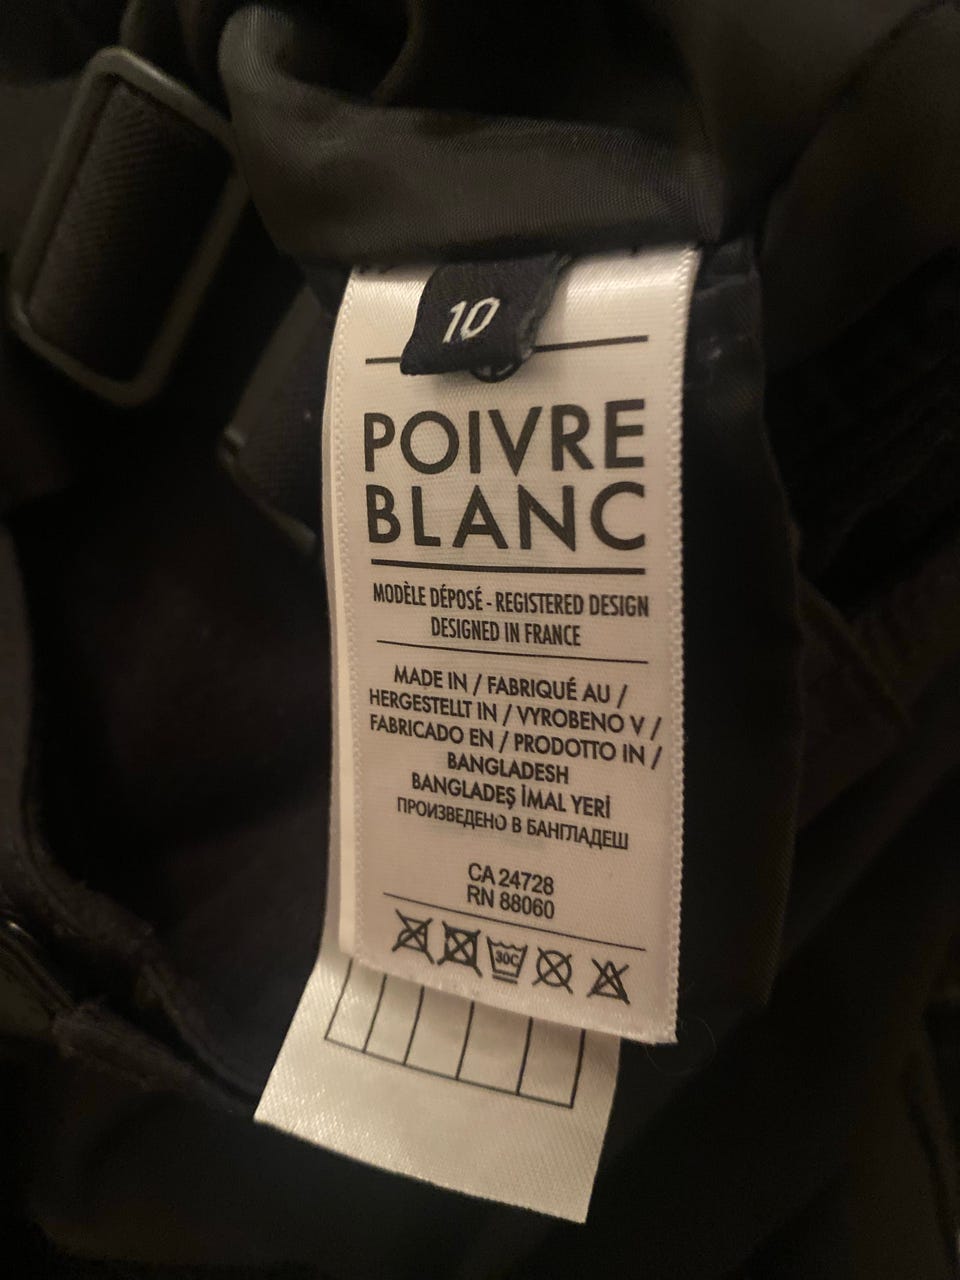 10
POIVRE
BLANC
MODÈLE DÉPOSÉ - REGISTERED DESIGN
DESIGNED IN FRANCE
MADE IN / FABRIQUÉ AU /
HERGESTELLT IN / VYROBENO V /
FABRICADO EN / PRODOTTO IN /
BANGLADESH
BANGLADEŞ İMAL YERİ
ПРОИЗВЕДЕНО В БАНГЛАДЕШ
CA 24728
RN 88060
30C